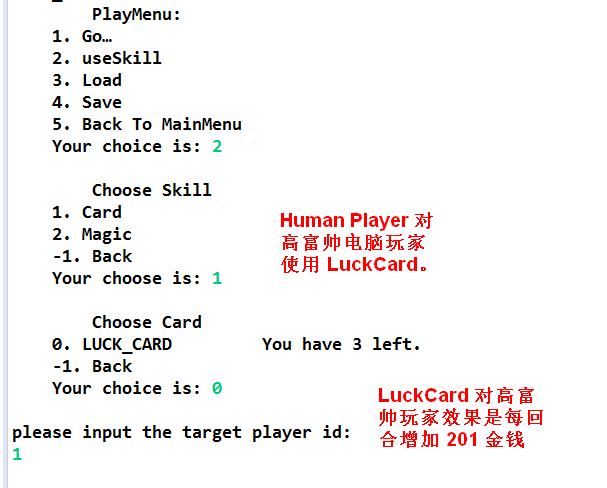 PlayMenu:
1. Go…
2. useSkill
3. Load
4. Save
5. Back To MainMenu
Your choice is: 2
Choose Skill
1. Card
2. Magic
-1. Back
Your choose is: 1
Human Player 对
高富帅电脑玩家
使用 LuckCard。
Choose Card
0. LUCK_CARD You have 3 left.
-1. Back
Your choice is: 0
LuckCard 对高富
帅玩家效果是每回
合增加 201 金钱
please input the target player id:
1